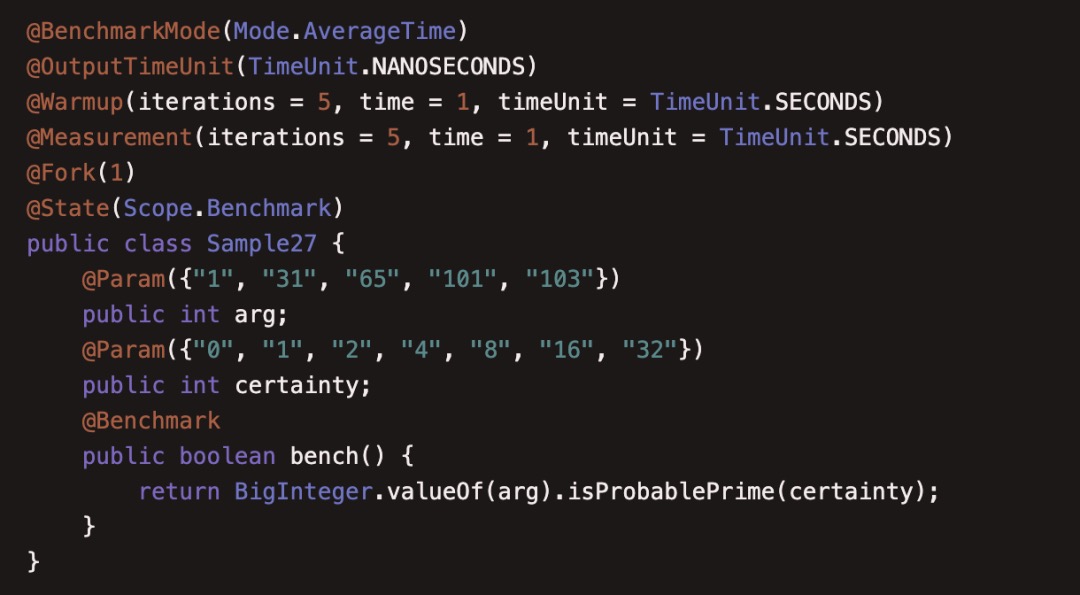 @BenchmarkMode(Mode.AverageTime)
@OutputTimeUnit(TimeUnit.NANOSECONDS)
@Warmup(iterations = 5, time = 1, timeUnit = TimeUnit.SECONDS)
@Measurement(iterations = 5, time = 1, timeUnit = TimeUnit.SECONDS)
@Fork(1)
@State(Scope.Benchmark)
public class Sample27 {
    @Param({"1", "31", "65", "101", "103"})
    public int arg;
    @Param({"0", "1", "2", "4", "8", "16", "32"})
    public int certainty;
    @Benchmark
    public boolean bench() {
        return BigInteger.valueOf(arg).isProbablePrime(certainty);
    }
}